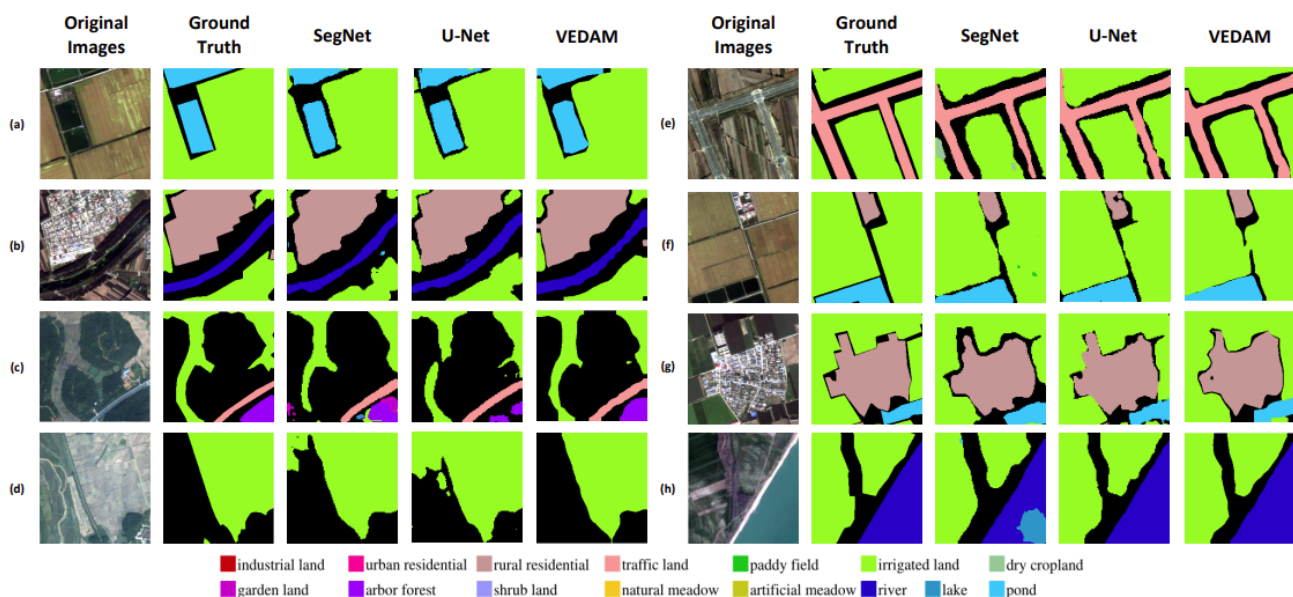 Original Images Ground Truth SegNet U-Net VEDAM Original Images Ground Truth SegNet U-Net VEDAM
(a) (e)
(b) (f)
(c) (g)
(d) (h)
industrial land urban residential rural residential traffic land paddy field irrigated land dry cropland
garden land arbor forest shrub land natural meadow artificial meadow river lake pond